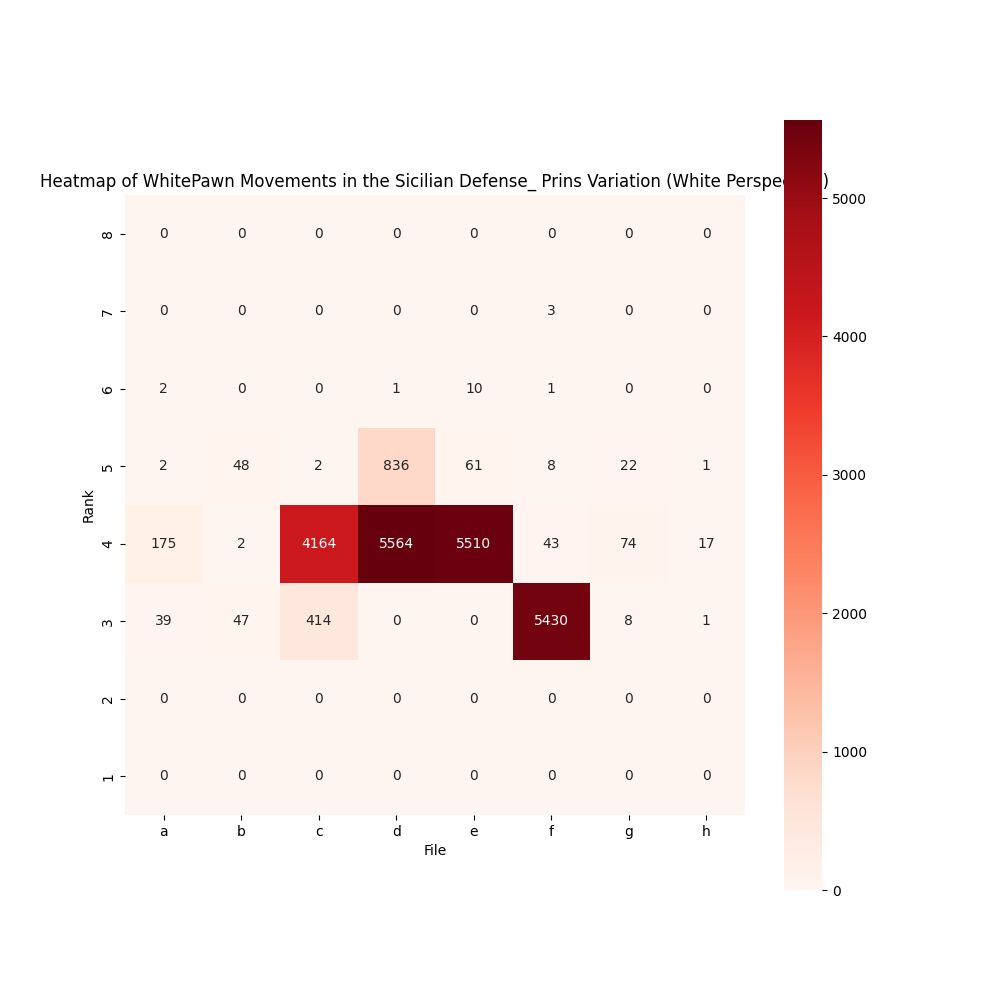 Heatmap of WhitePawn Movements in the Sicilian Defense_ Prins Variation (White Perspe )
8 0 0 0 0 0 0 0 0
7 0 0 0 0 0 3 0 0
6 2 0 0 1 10 1 0 0
5 2 48 2 836 61 8 22 1
4 175 2 4164 5564 5510 43 74 17
3 39 47 414 0 0 5430 8 1
2 0 0 0 0 0 0 0 0
1 0 0 0 0 0 0 0 0
a b c d e f g h
File
Rank
5000
4000
3000
2000
1000
0